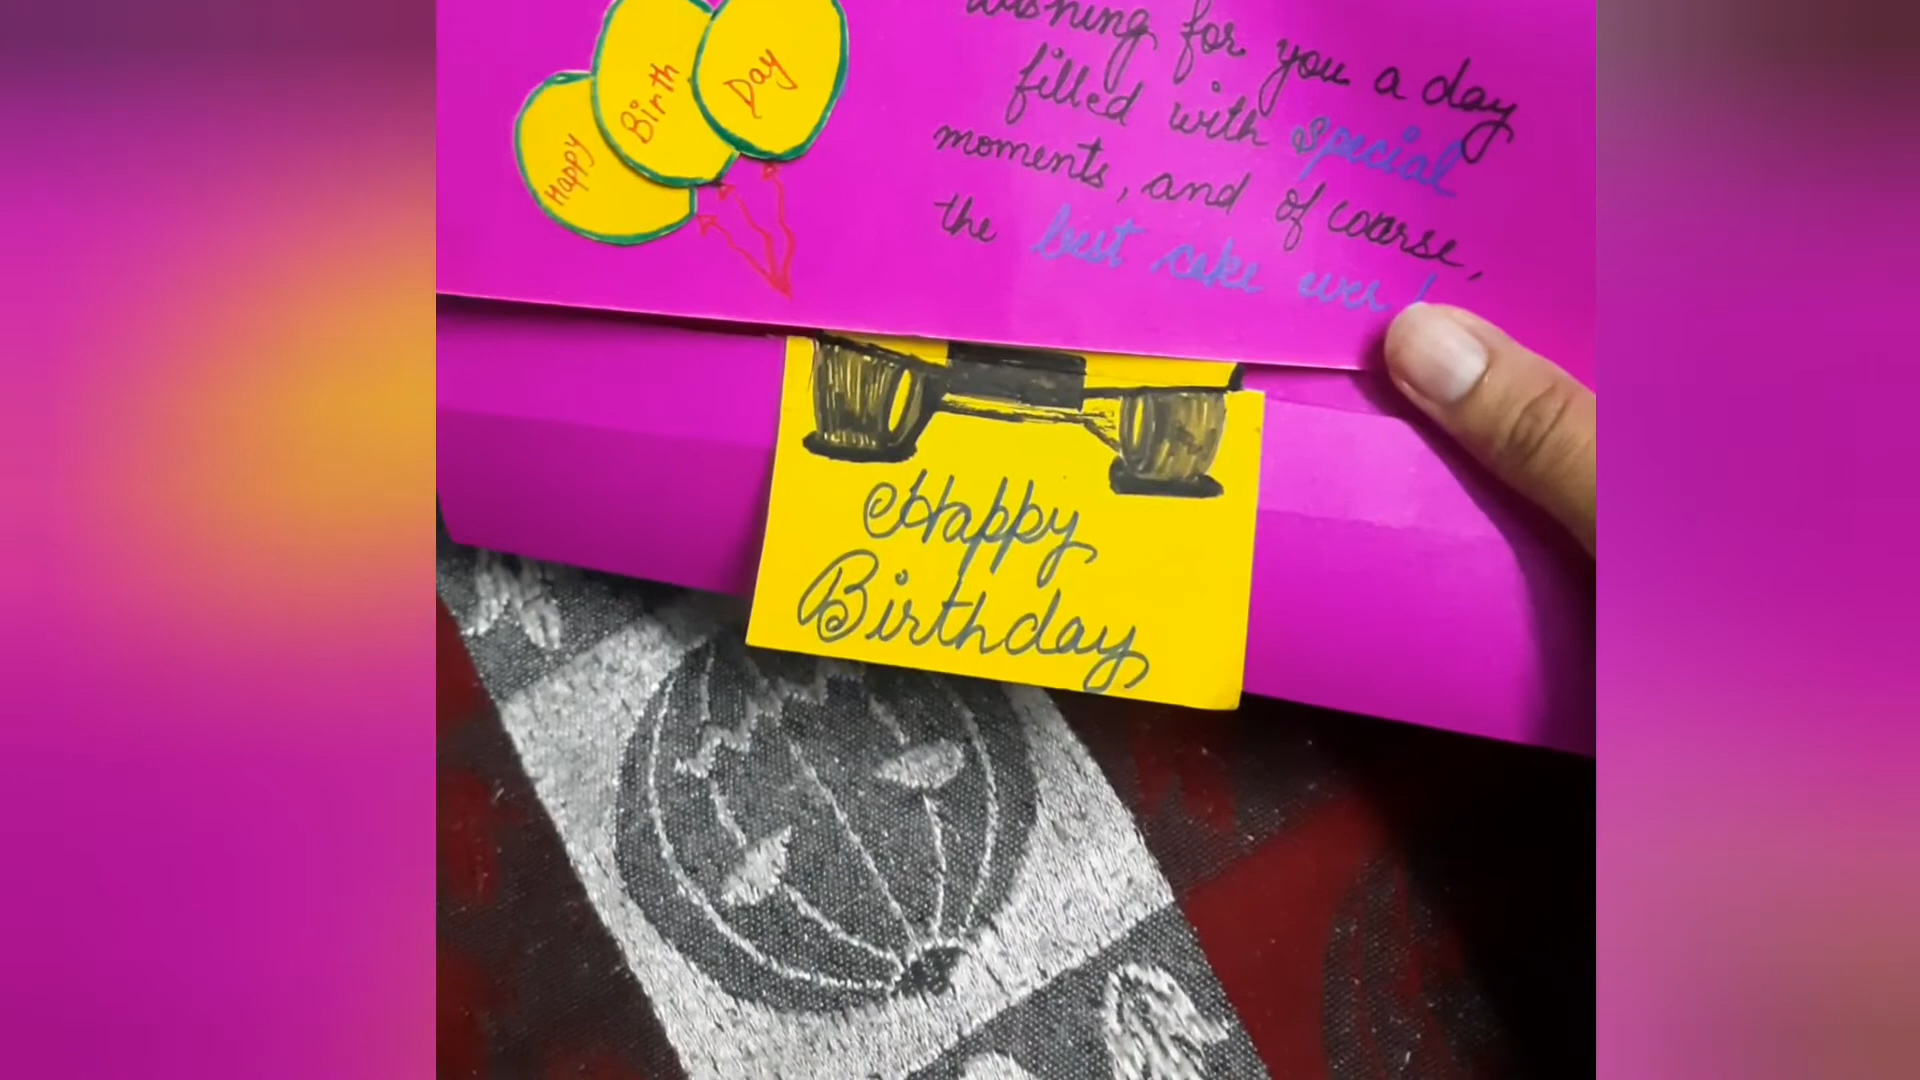 Happy
Birth
Day
Wishing for you a day
filled with special
moments, and of coarse,
the best cake ever!
Happy
Birthday